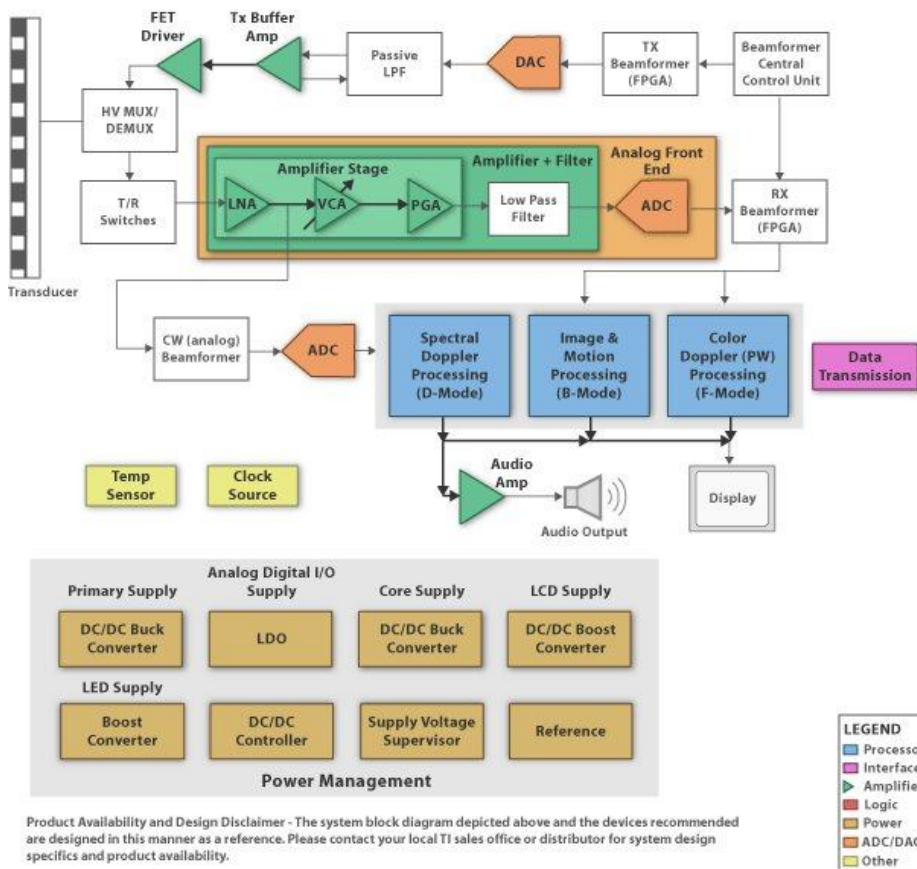 FET
Driver
Tx Buffer
Amp
Passive
LPF
DAC
TX
Beamformer
(FPGA)
Beamformer
Central
Control Unit
HV MUX/
DEMUX
T/R
Switches
Transducer
Amplifier Stage
LNA
VCA
PGA
Amplifier + Filter
Low Pass
Filter
Analog Front
End
ADC
RX
Beamformer
(FPGA)
CW (analog)
Beamformer
ADC
Spectral
Doppler
Processing
(D-Mode)
Image &
Motion
Processing
(B-Mode)
Color
Doppler (PW)
Processing
(F-Mode)
Data
Transmission
Temp
Sensor
Clock
Source
Audio
Amp
Audio Output
Display
Primary Supply
DC/DC Buck
Converter
Analog Digital I/O
Supply
LDO
Core Supply
DC/DC Buck
Converter
LCD Supply
DC/DC Boost
Converter
LED Supply
Boost
Converter
DC/DC
Controller
Supply Voltage
Supervisor
Reference
Power Management
LEGEND
Processo
Interface
Amplifie
Logic
Power
ADC/DAC
Other
Product Availability and Design Disclaimer - The system block diagram depicted above and the devices recommended
are designed in this manner as a reference. Please contact your local TI sales office or distributor for system design
specifics and product availability.